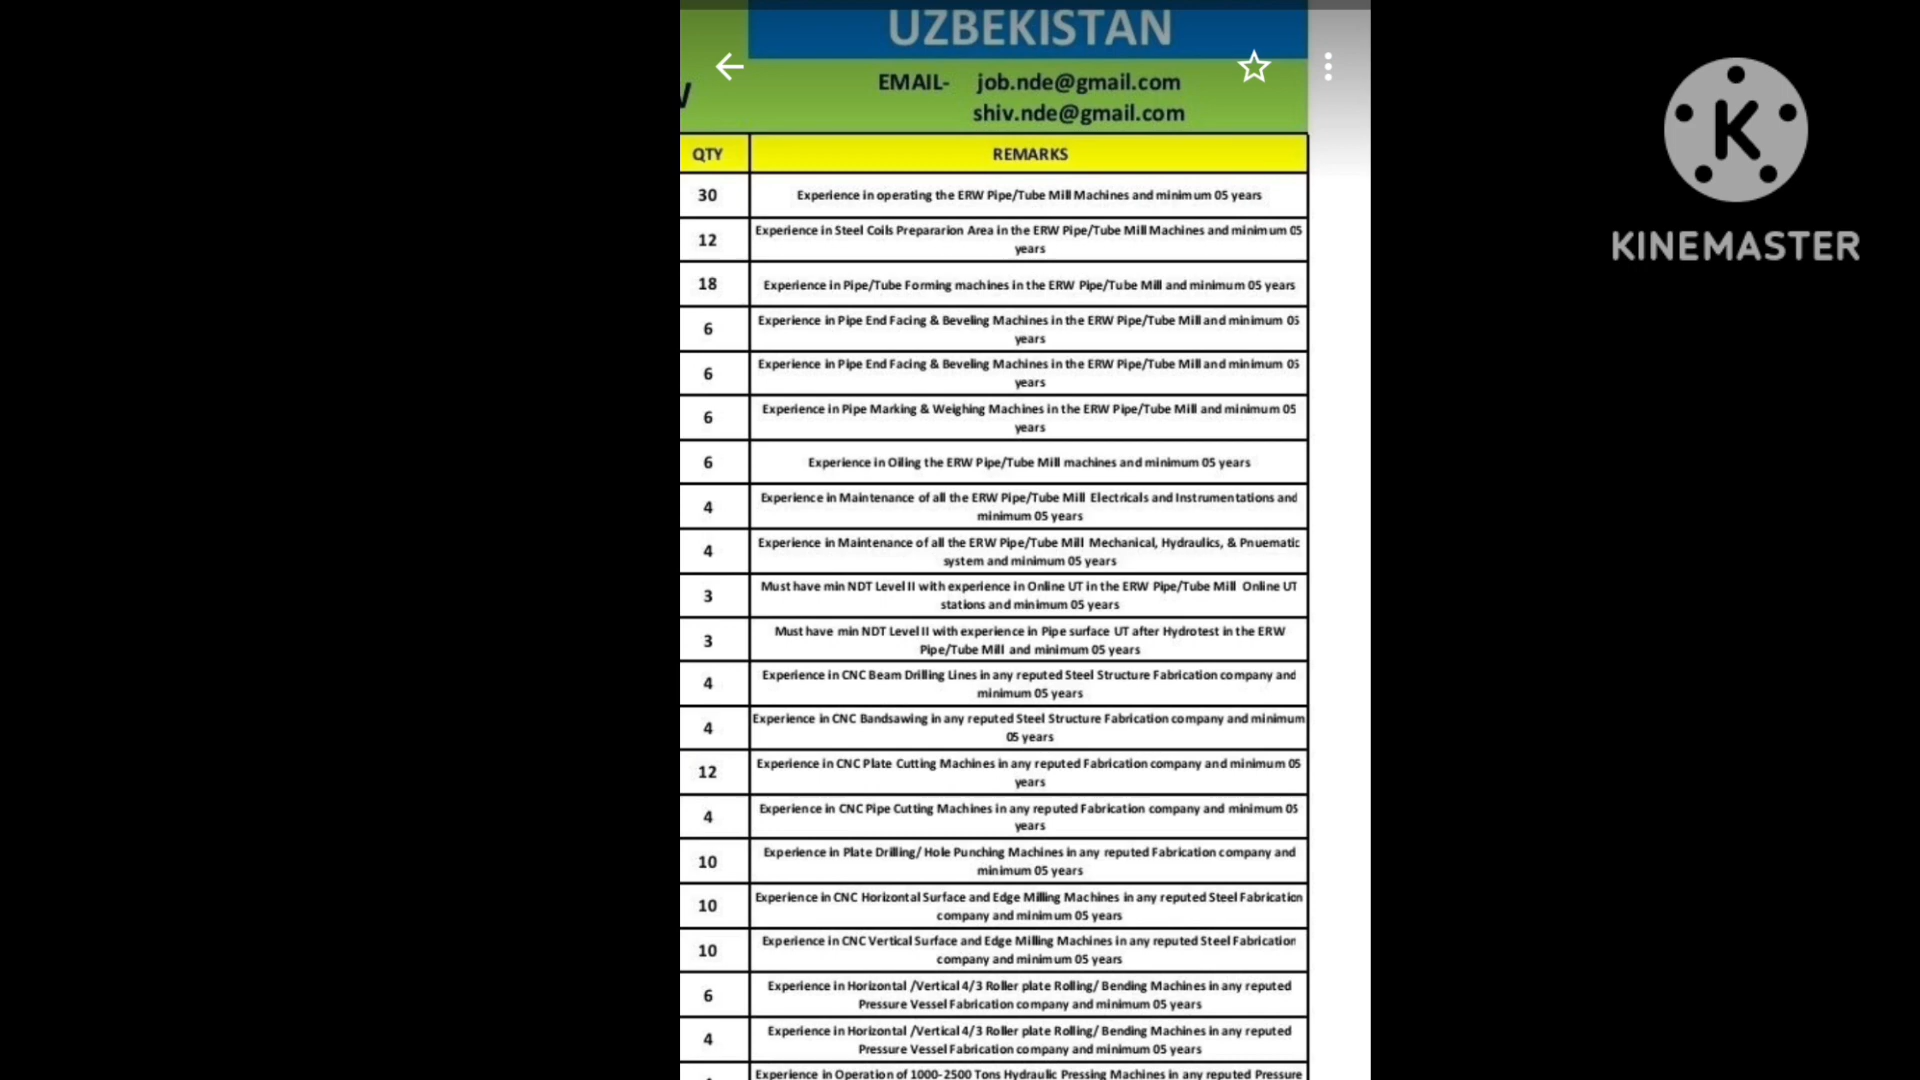 UZBEKISTAN
EMAIL- job.nde@gmail.com
shiv.nde@gmail.com
QTY REMARKS
30 Experience in operating the ERW Pipe/Tube Mill Machines and minimum 05 years
12 Experience in Steel Coils Prepararion Area in the ERW Pipe/Tube Mill Machines and minimum 05
years
18 Experience in Pipe/Tube Forming machines in the ERW Pipe/Tube Mill and minimum 05 years
6 Experience in Pipe End Facing & Beveling Machines in the ERW Pipe/Tube Mill and minimum 05
years
6 Experience in Pipe End Facing & Beveling Machines in the ERW Pipe/Tube Mill and minimum 05
years
6 Experience in Pipe Marking & Weighing Machines in the ERW Pipe/Tube Mill and minimum 05
years
6 Experience in Oiling the ERW Pipe/Tube Mill machines and minimum 05 years
4 Experience in Maintenance of all the ERW Pipe/Tube Mill Electricals and Instrumentations and
minimum 05 years
4 Experience in Maintenance of all the ERW Pipe/Tube Mill Mechanical, Hydraulics, & Pnuematic
system and minimum 05 years
3 Must have min NDT Level II with experience in Online UT in the ERW Pipe/Tube Mill Online UT
stations and minimum 05 years
3 Must have min NDT Level II with experience in Pipe surface UT after Hydrotest in the ERW
Pipe/Tube Mill and minimum 05 years
4 Experience in CNC Beam Drilling Lines in any reputed Steel Structure Fabrication company and
minimum 05 years
4 Experience in CNC Bandsawing in any reputed Steel Structure Fabrication company and minimum
05 years
12 Experience in CNC Plate Cutting Machines in any reputed Fabrication company and minimum 05
years
4 Experience in CNC Pipe Cutting Machines in any reputed Fabrication company and minimum 05
years
10 Experience in Plate Drilling/ Hole Punching Machines in any reputed Fabrication company and
minimum 05 years
10 Experience in CNC Horizontal Surface and Edge Milling Machines in any reputed Steel Fabrication
company and minimum 05 years
10 Experience in CNC Vertical Surface and Edge Milling Machines in any reputed Steel Fabrication
company and minimum 05 years
6 Experience in Horizontal /Vertical 4/3 Roller plate Rolling/ Bending Machines in any reputed
Pressure Vessel Fabrication company and minimum 05 years
4 Experience in Horizontal /Vertical 4/3 Roller plate Rolling/ Bending Machines in any reputed
Pressure Vessel Fabrication company and minimum 05 years
Experience in Operation of 1000-2500 Tons Hydraulic Pressing Machines in any reputed Pressure
K
KINEMASTER